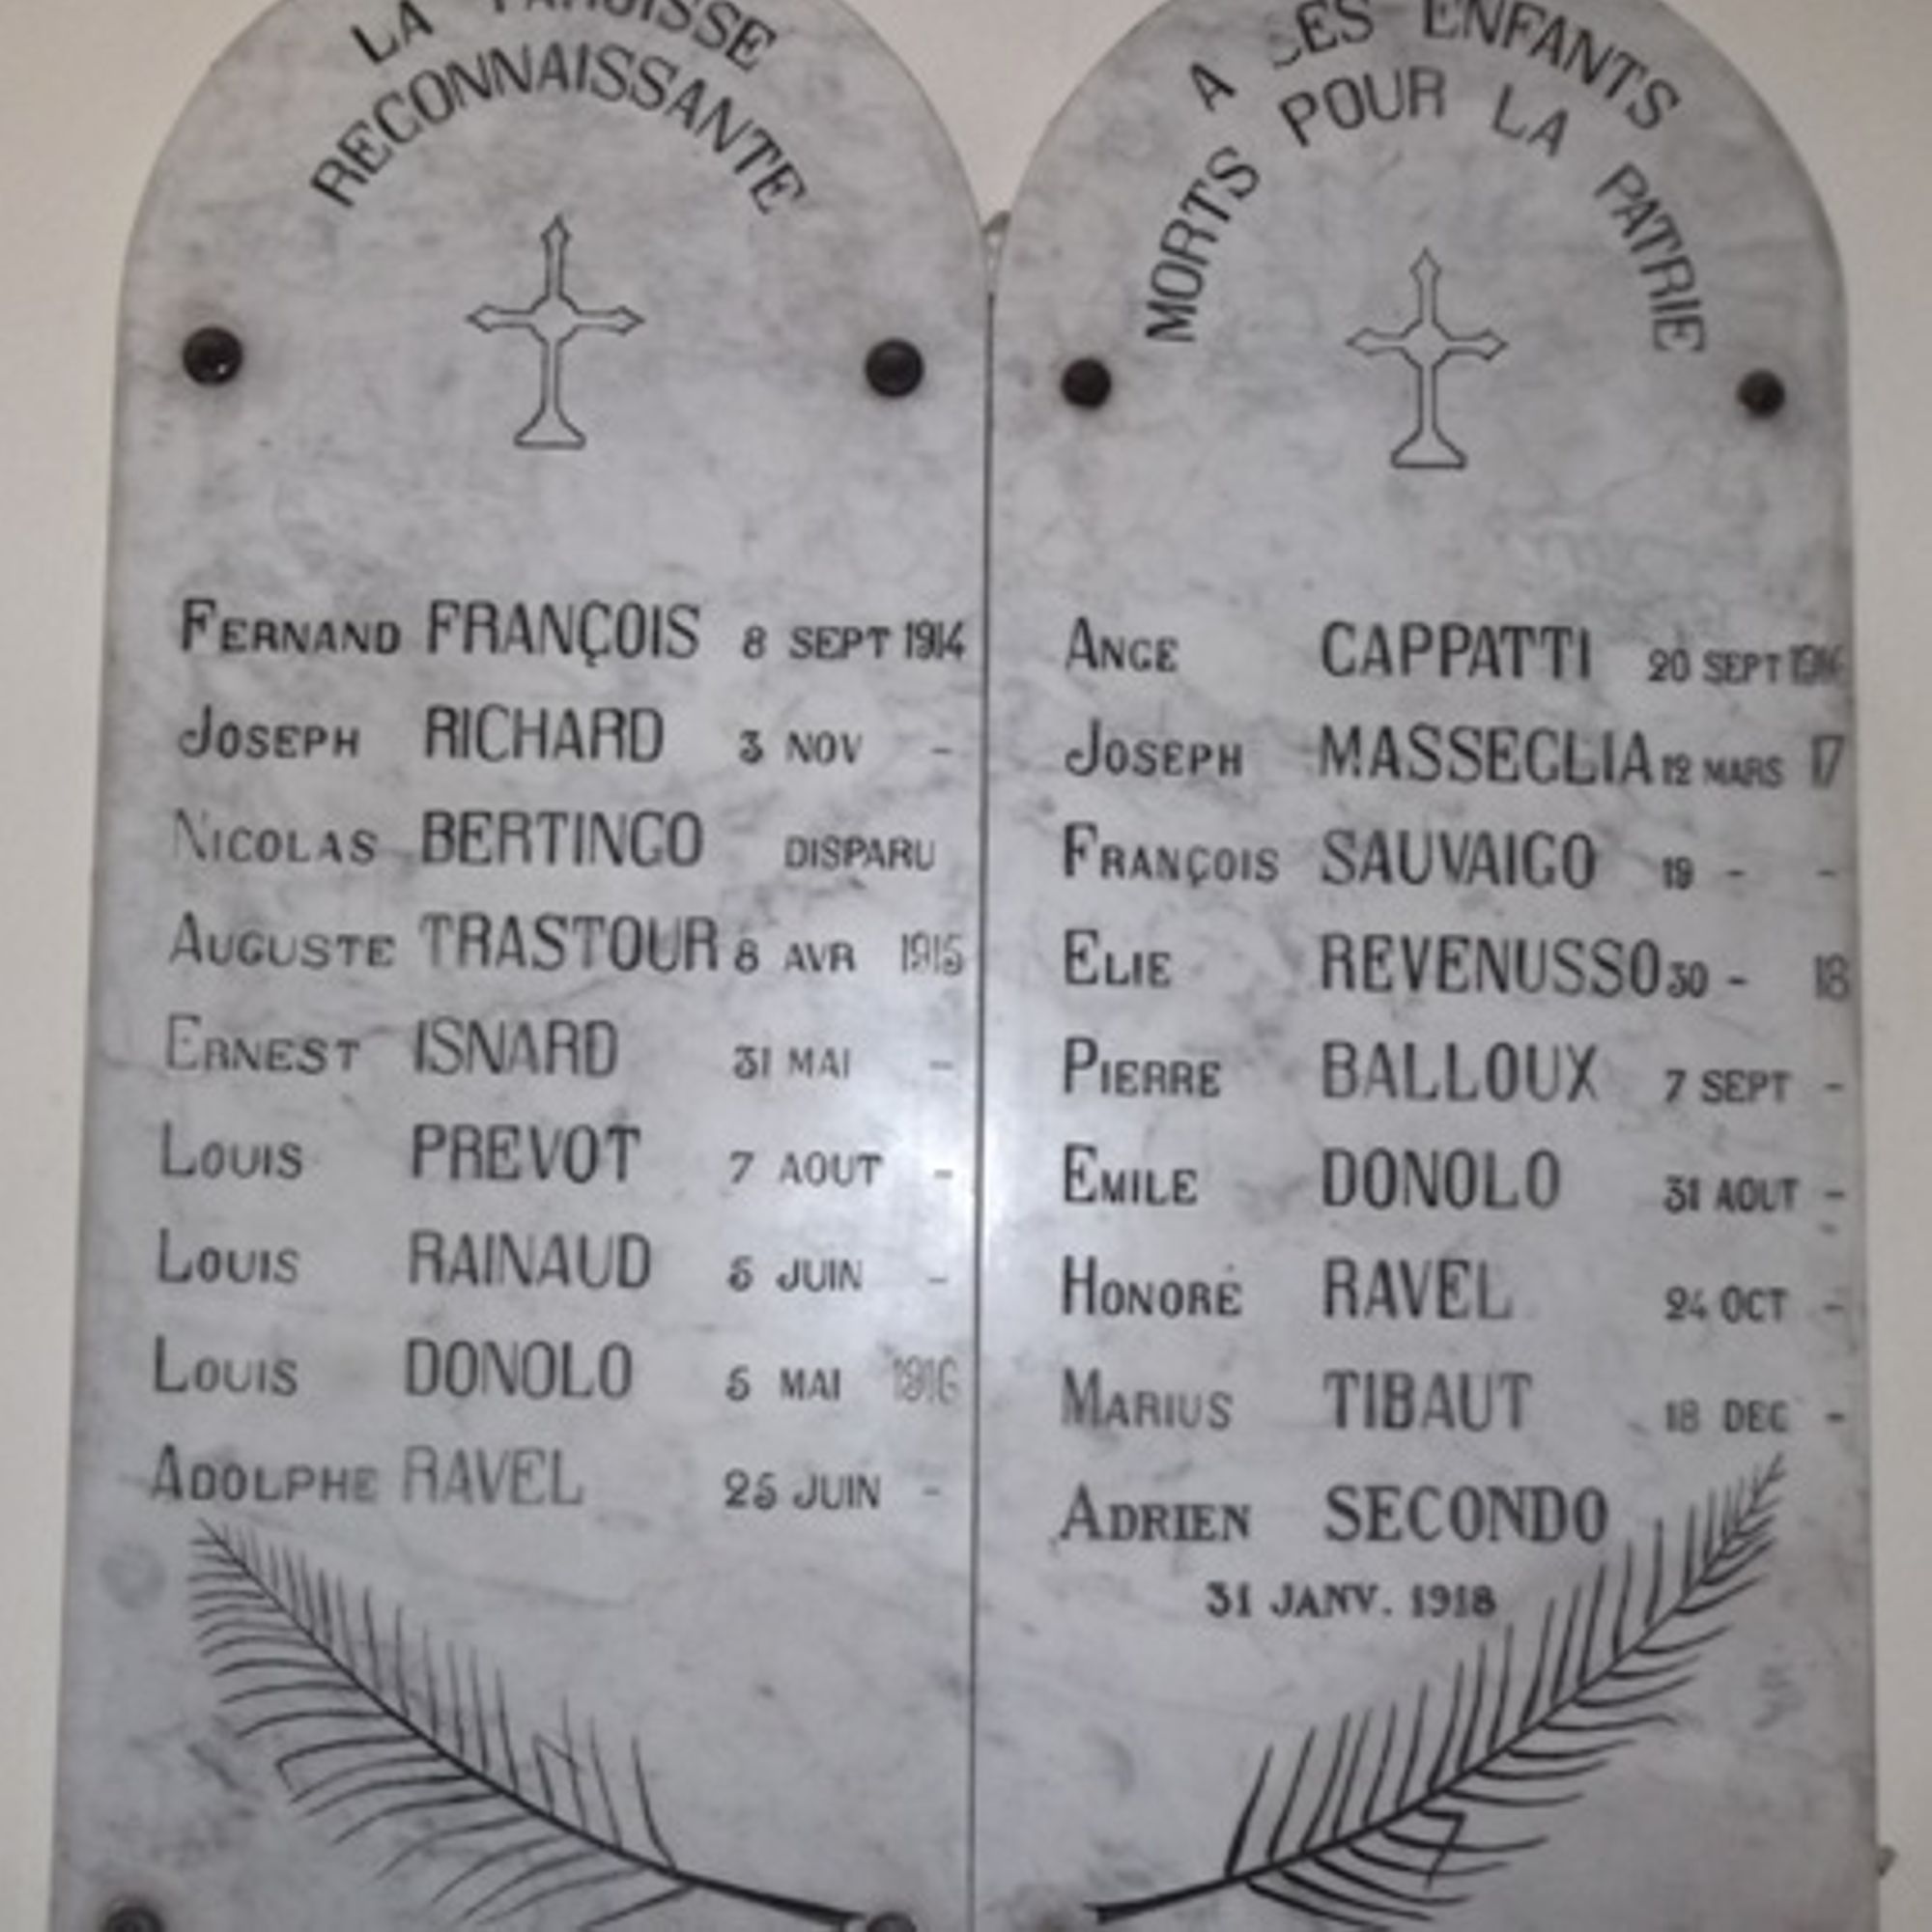 LA PAROISSE
RECONNAISSANTE
FERNAND FRANÇOIS 8 SEPT 1914
JOSEPH RICHARD 3 NOV -
NICOLAS BERTINGO DISPARU
AUGUSTE TRASTOUR 8 AVR 1915
ERNEST ISNARD 31 MAI -
LOUIS PREVOT 7 AOUT -
LOUIS RAINAUD 5 JUIN -
LOUIS DONOLO 5 MAI 1916
ADOLPHE RAVEL 25 JUIN -
A SES ENFANTS
MORTS POUR LA PATRIE
ANGE CAPPATTI 20 SEPT 1916
JOSEPH MASSEGLIA 12 MARS 17
FRANÇOIS SAUVAIGO 19 - -
ELIE REVENUSSO 30 - 18
PIERRE BALLOUX 7 SEPT -
EMILE DONOLO 31 AOUT -
HONORÉ RAVEL 24 OCT -
MARIUS TIBAUT 18 DEC -
ADRIEN SECONDO
31 JANV. 1918